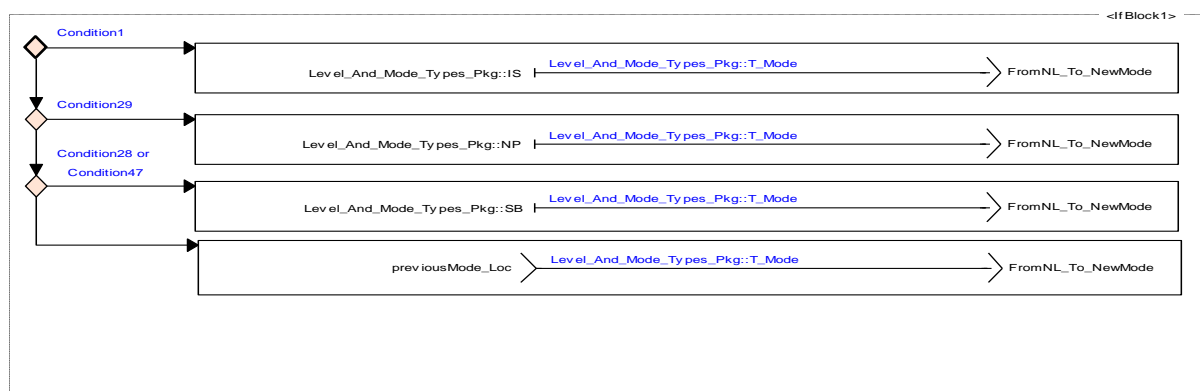 <IfBlock1>
Condition1
Level_And_Mode_Types_Pkg::IS
Level_And_Mode_Types_Pkg::T_Mode
FromNL_To_NewMode
Condition29
Level_And_Mode_Types_Pkg::NP
Level_And_Mode_Types_Pkg::T_Mode
FromNL_To_NewMode
Condition28 or
Condition47
Level_And_Mode_Types_Pkg::SB
Level_And_Mode_Types_Pkg::T_Mode
FromNL_To_NewMode
previousMode_Loc
Level_And_Mode_Types_Pkg::T_Mode
FromNL_To_NewMode